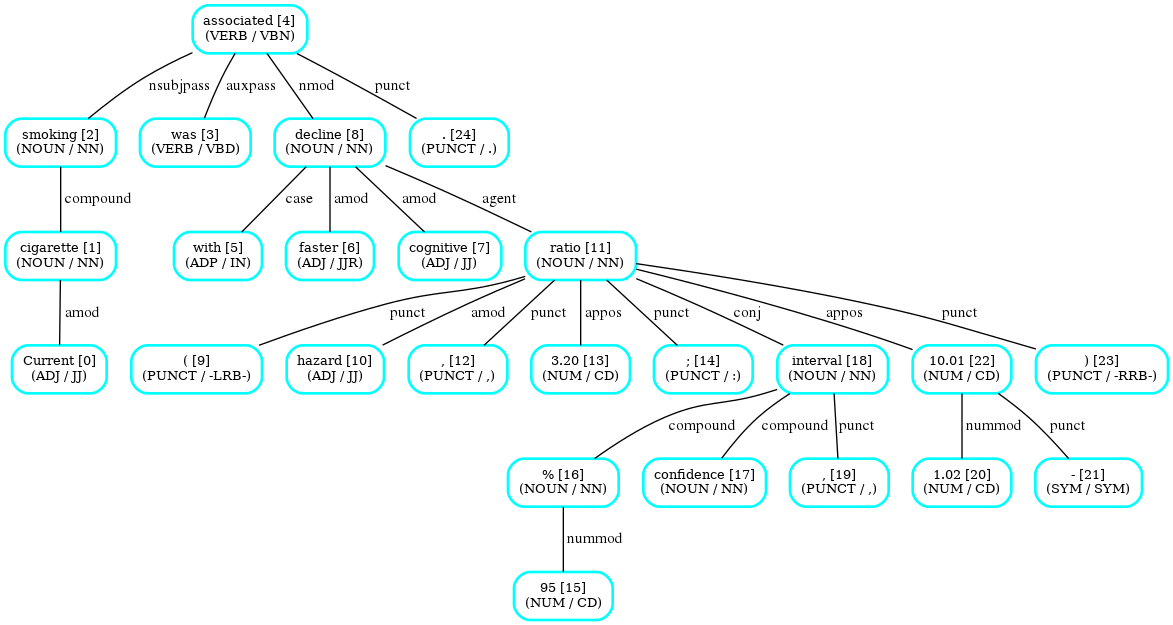 associated [4]
(VERB / VBN)
nsubjpass
auxpass
nmod
punct
smoking [2]
(NOUN / NN)
was [3]
(VERB / VBD)
decline [8]
(NOUN / NN)
. [24]
(PUNCT / .)
compound
case
amod
amod
agent
cigarette [1]
(NOUN / NN)
with [5]
(ADP / IN)
faster [6]
(ADJ / JJR)
cognitive [7]
(ADJ / JJ)
ratio [11]
(NOUN / NN)
amod
punct
amod
punct
appos
punct
conj
appos
punct
Current [0]
(ADJ / JJ)
( [9]
(PUNCT / -LRB-)
hazard [10]
(ADJ / JJ)
, [12]
(PUNCT / ,)
3.20 [13]
(NUM / CD)
; [14]
(PUNCT / :)
interval [18]
(NOUN / NN)
10.01 [22]
(NUM / CD)
) [23]
(PUNCT / -RRB-)
compound
compound
punct
nummod
punct
% [16]
(NOUN / NN)
confidence [17]
(NOUN / NN)
, [19]
(PUNCT / ,)
1.02 [20]
(NUM / CD)
- [21]
(SYM / SYM)
nummod
95 [15]
(NUM / CD)